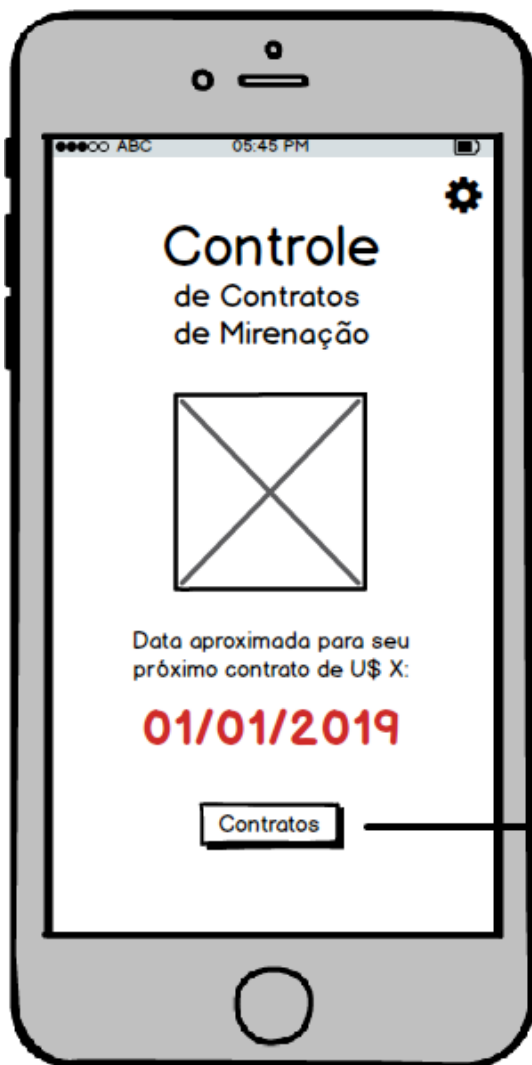 ABC 05:45 PM
Controle
de Contratos
de Mirenação
Data aproximada para seu
próximo contrato de U$ X:
01/01/2019
Contratos